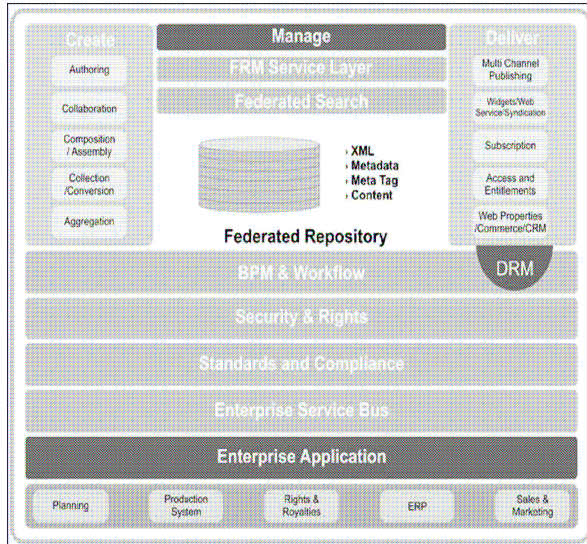 Create
Authoring
Collaboration
Composition
/ Assembly
Collection
/Conversion
Aggregation
Manage
FRM Service Layer
Federated Search
› XML
› Metadata
› Meta Tag
› Content
Federated Repository
Deliver
Multi Channel
Publishing
Widgets/Web
Service/Syndication
Subscription
Access and
Entitlements
Web Properties
/Commerce/CRM
DRM
BPM & Workflow
Security & Rights
Standards and Compliance
Enterprise Service Bus
Enterprise Application
Planning
Production
System
Rights &
Royalties
ERP
Sales &
Marketing